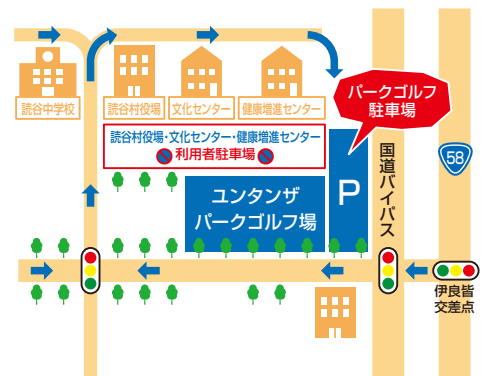 パークゴルフ
駐車場
読谷中学校
読谷村役場
文化センター
健康増進センター
読谷村役場・文化センター・健康増進センター
利用者駐車場
国道バイパス
58
P
ユンタンザ
パークゴルフ場
伊良皆
交差点